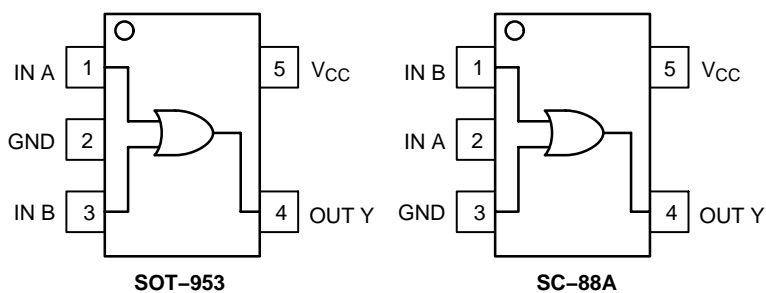 IN A 1 5 VCC
GND 2
IN B 3 4 OUT Y
SOT–953
IN B 1 5 VCC
IN A 2
GND 3 4 OUT Y
SC–88A